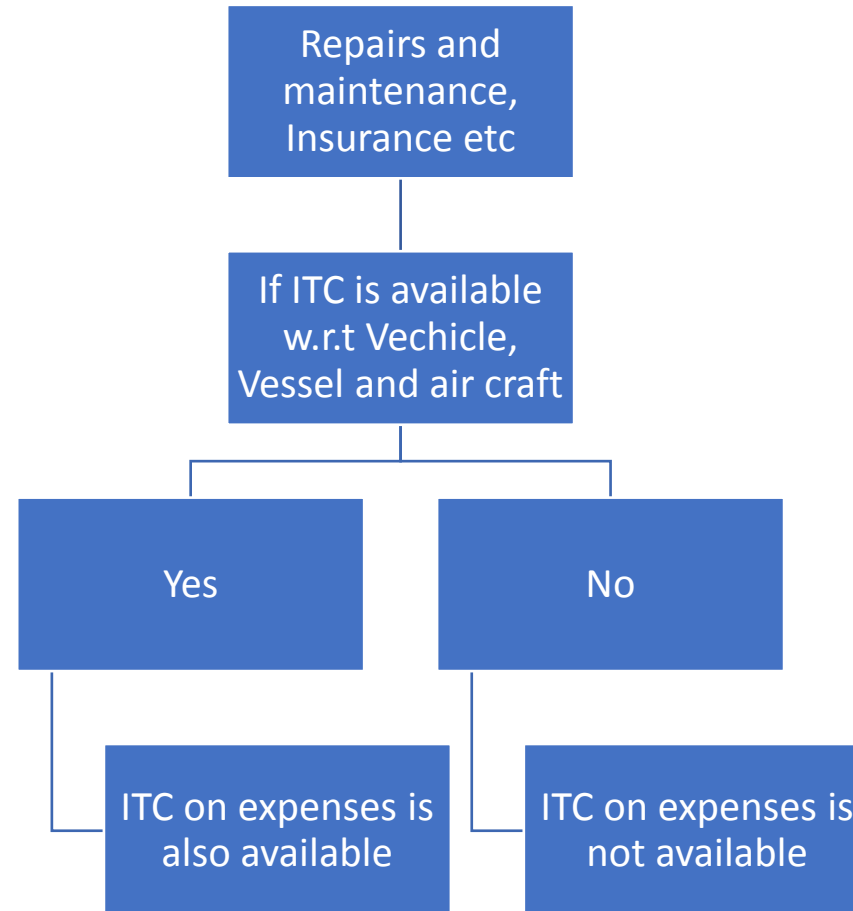 Repairs and
maintenance,
Insurance etc
If ITC is available
w.r.t Vechicle,
Vessel and air craft
Yes
No
ITC on expenses is
also available
ITC on expenses is
not available